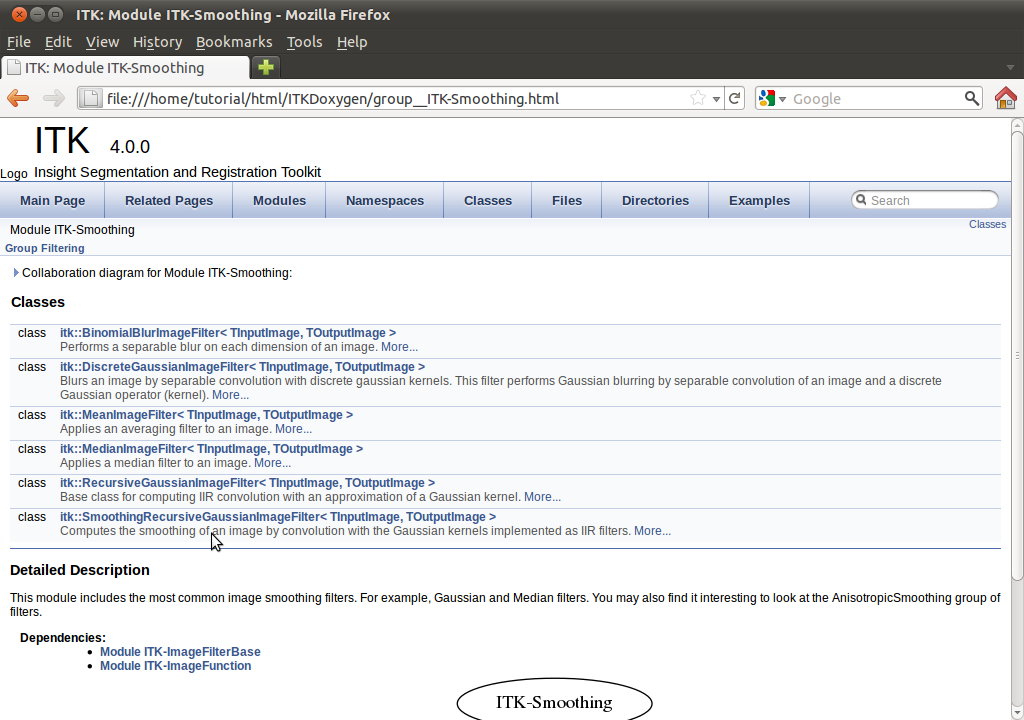 ITK: Module ITK-Smoothing - Mozilla Firefox
File Edit View History Bookmarks Tools Help
ITK: Module ITK-Smoothing
file:///home/tutorial/html/ITKDoxygen/group__ITK-Smoothing.html Google
ITK 4.0.0
Logo Insight Segmentation and Registration Toolkit
Main Page Related Pages Modules Namespaces Classes Files Directories Examples Search
Module ITK-Smoothing Classes
Group Filtering
Collaboration diagram for Module ITK-Smoothing:
Classes
class itk::BinomialBlurImageFilter< TInputImage, TOutputImage >
Performs a separable blur on each dimension of an image. More...
class itk::DiscreteGaussianImageFilter< TInputImage, TOutputImage >
Blurs an image by separable convolution with discrete gaussian kernels. This filter performs Gaussian blurring by separable convolution of an image and a discrete
Gaussian operator (kernel). More...
class itk::MeanImageFilter< TInputImage, TOutputImage >
Applies an averaging filter to an image. More...
class itk::MedianImageFilter< TInputImage, TOutputImage >
Applies a median filter to an image. More...
class itk::RecursiveGaussianImageFilter< TInputImage, TOutputImage >
Base class for computing IIR convolution with an approximation of a Gaussian kernel. More...
class itk::SmoothingRecursiveGaussianImageFilter< TInputImage, TOutputImage >
Computes the smoothing of an image by convolution with the Gaussian kernels implemented as IIR filters. More...
Detailed Description
This module includes the most common image smoothing filters. For example, Gaussian and Median filters. You may also find it interesting to look at the AnisotropicSmoothing group of
filters.
Dependencies:
• Module ITK-ImageFilterBase
• Module ITK-ImageFunction
ITK-Smoothing